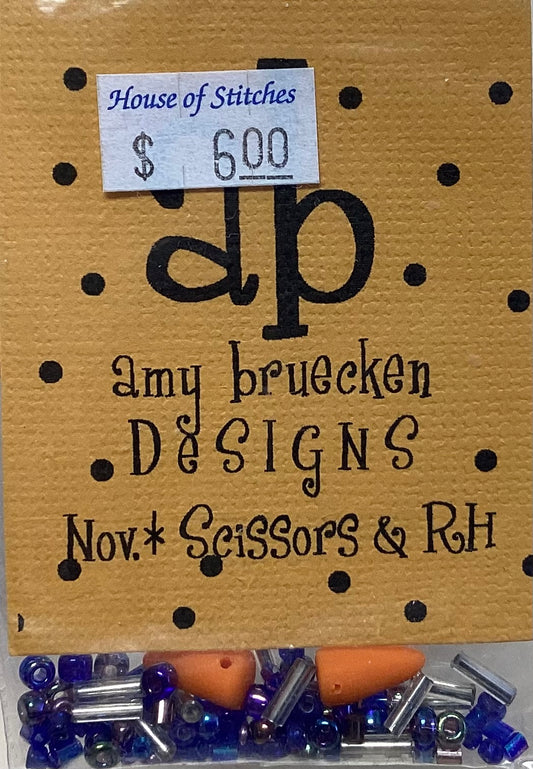 House of Stitches
$ 6.00
ab
amy bruecken
DeSIGNS
Nov.* Scissors & RH